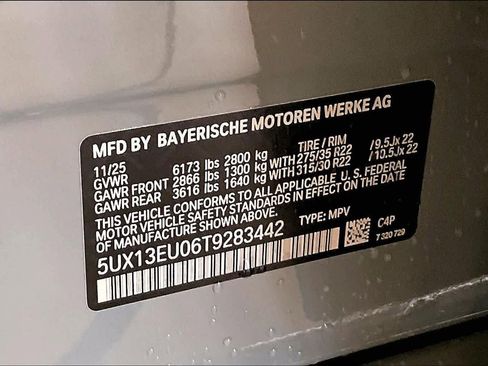 MFD BY BAYERISCHE MOTOREN WERKE AG
11/25 TIRE / RIM
GVWR 6173 lbs 2800 kg
GAWR FRONT 2866 lbs 1300 kg WITH 275/35 R22 / 9.5Jx 22
GAWR REAR 3616 lbs 1640 kg WITH 315/30 R22 / 10.5Jx 22
THIS VEHICLE CONFORMS TO ALL APPLICABLE U. S. FEDERAL
MOTOR VEHICLE SAFETY STANDARDS IN EFFECT ON THE DATE
OF MANUFACTURE SHOWN ABOVE.
5UX13EU06T9283442 TYPE: MPV
C4P
7 320 729